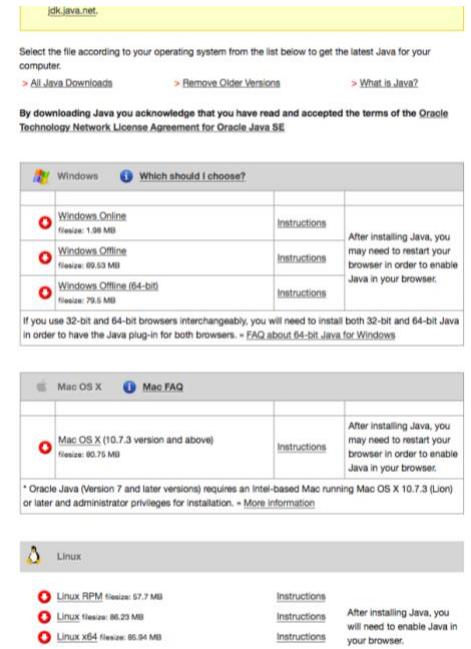 jdk.java.net.
Select the file according to your operating system from the list below to get the latest Java for your
computer.
> All Java Downloads > Remove Older Versions > What is Java?
By downloading Java you acknowledge that you have read and accepted the terms of the Oracle
Technology Network License Agreement for Oracle Java SE
Windows Which should I choose?
Windows Online
filesize: 1.98 MB
Instructions
Windows Offline
filesize: 69.53 MB
Instructions
Windows Offline (64-bit)
filesize: 79.5 MB
Instructions
After installing Java, you
may need to restart your
browser in order to enable
Java in your browser.
If you use 32-bit and 64-bit browsers interchangeably, you will need to install both 32-bit and 64-bit Java
in order to have the Java plug-in for both browsers. » FAQ about 64-bit Java for Windows
Mac OS X Mac FAQ
Mac OS X (10.7.3 version and above)
filesize: 80.75 MB
Instructions
After installing Java, you
may need to restart your
browser in order to enable
Java in your browser.
* Oracle Java (Version 7 and later versions) requires an Intel-based Mac running Mac OS X 10.7.3 (Lion)
or later and administrator privileges for installation. » More information
Linux
Linux RPM filesize: 57.7 MB Instructions
Linux filesize: 86.23 MB Instructions
Linux x64 filesize: 85.94 MB Instructions
After installing Java, you
will need to enable Java in
your browser.